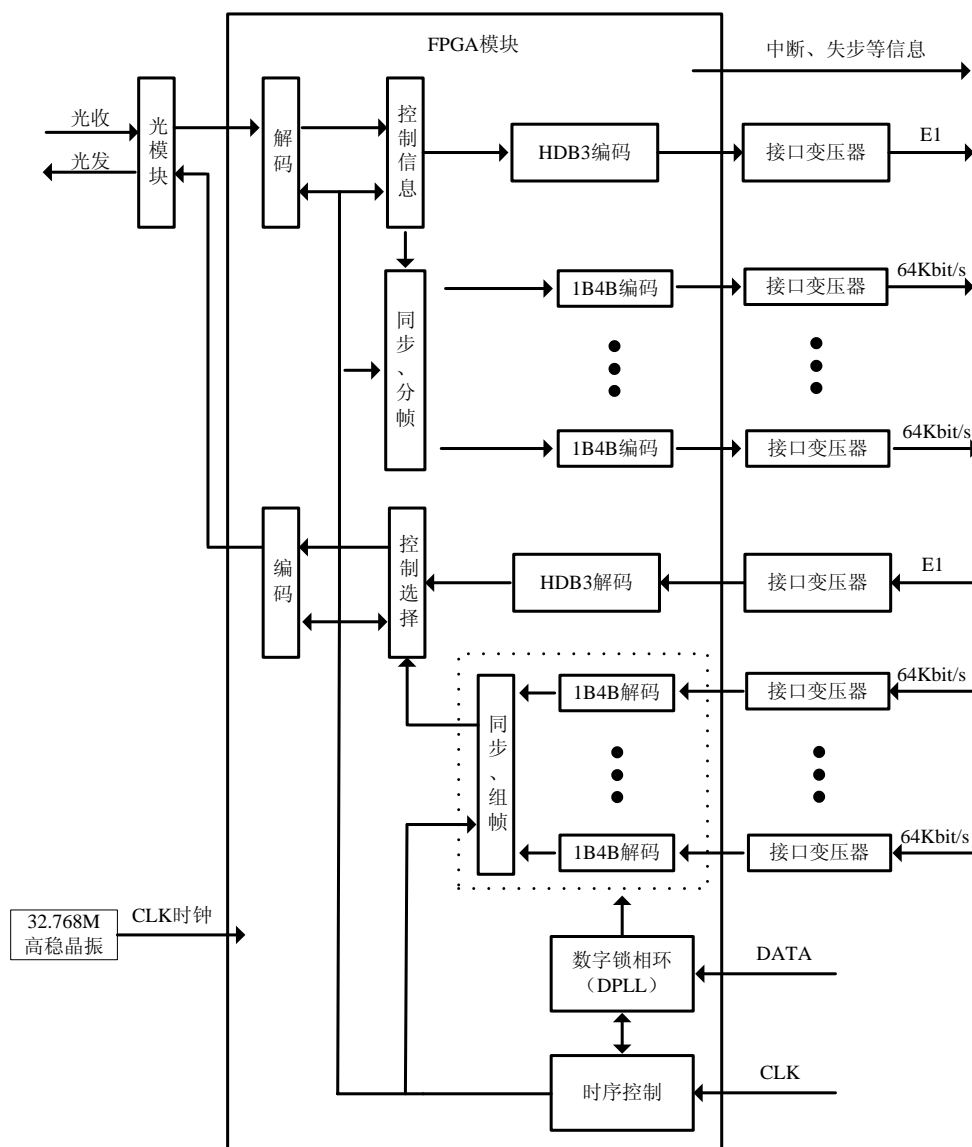 FPGA模块
中断、失步等信息
光收
光发
光模块
解码
控制信息
HDB3编码
接口变压器
E1
同步、分帧
1B4B编码
接口变压器
64Kbit/s
1B4B编码
接口变压器
64Kbit/s
编码
控制选择
HDB3解码
接口变压器
E1
同步、组帧
1B4B解码
接口变压器
64Kbit/s
1B4B解码
接口变压器
64Kbit/s
32.768M
高稳晶振
CLK时钟
数字锁相环
（DPLL）
DATA
时序控制
CLK